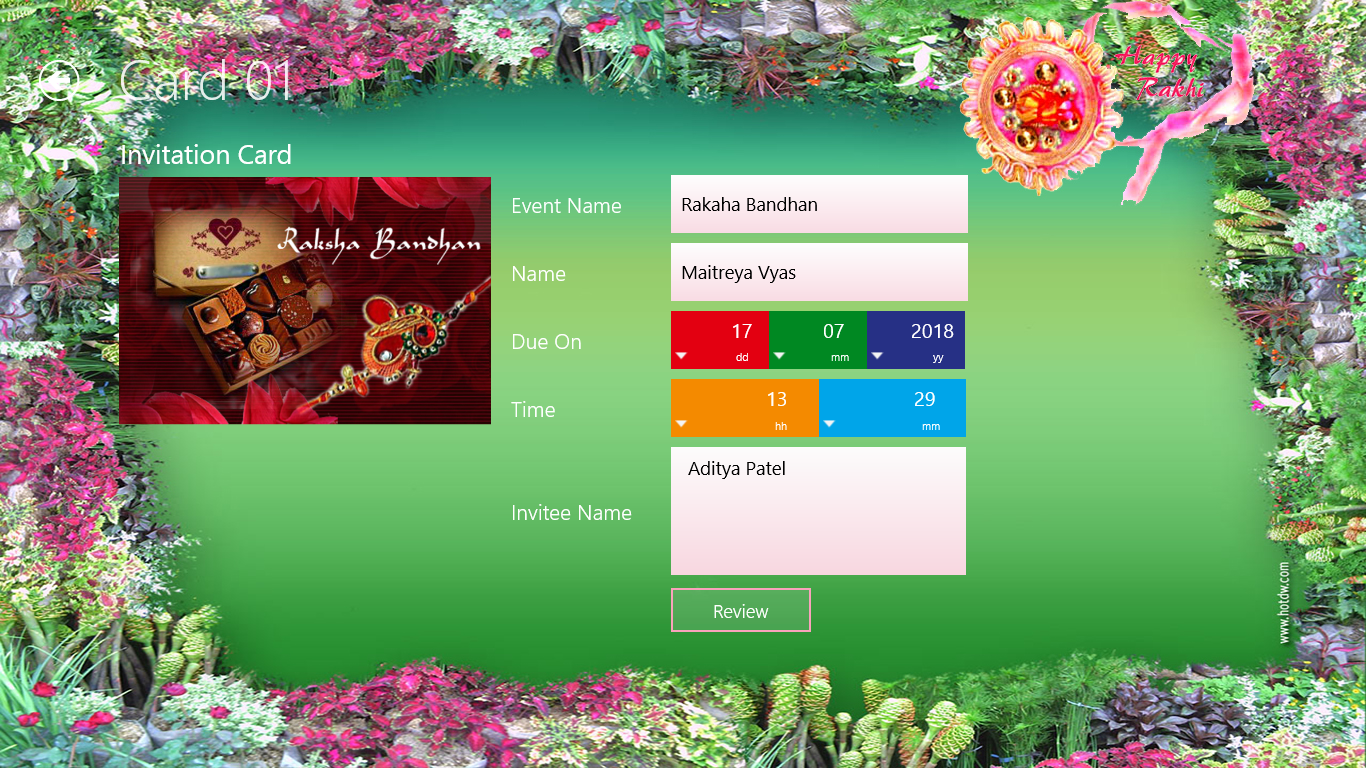 Card 01
Happy
Rakhi
Invitation Card
Raksha Bandhan
Event Name
Rakaha Bandhan
Name
Maitreya Vyas
Due On
17 07 2018
dd mm yy
Time
13 29
hh mm
Invitee Name
Aditya Patel
Review
www.hotdw.com